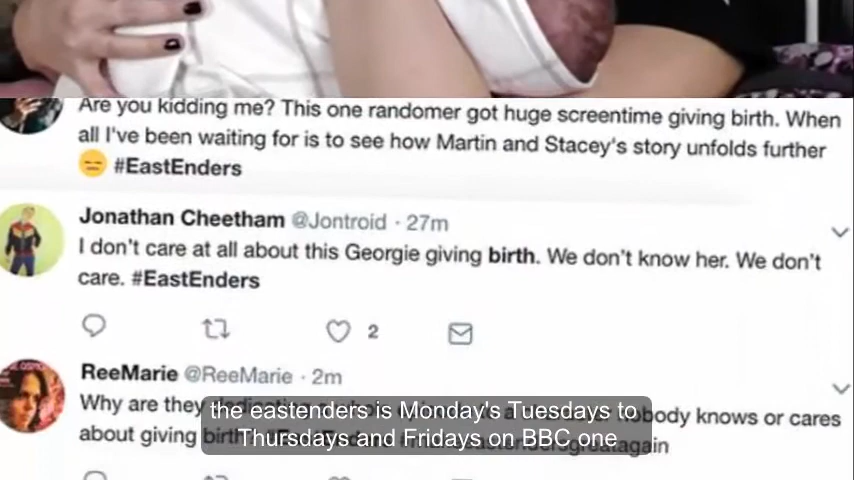 Are you kidding me? This one randomer got huge screentime giving birth. When
all I've been waiting for is to see how Martin and Stacey's story unfolds further
😑 #EastEnders
Jonathan Cheetham @Jontroid · 27m
I don't care at all about this Georgie giving birth. We don't know her. We don't
care. #EastEnders
2
ReeMarie @ReeMarie · 2m
Why are they nobody knows or cares
about giving birth
the eastenders is Monday's Tuesdays to
Thursdays and Fridays on BBC one